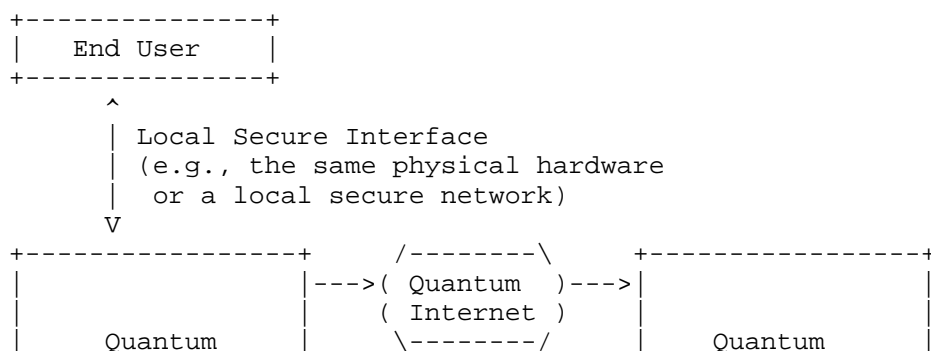 End User
Local Secure Interface
(e.g., the same physical hardware
or a local secure network)
--->( Quantum )--->
( Internet )
Quantum \--------/ Quantum